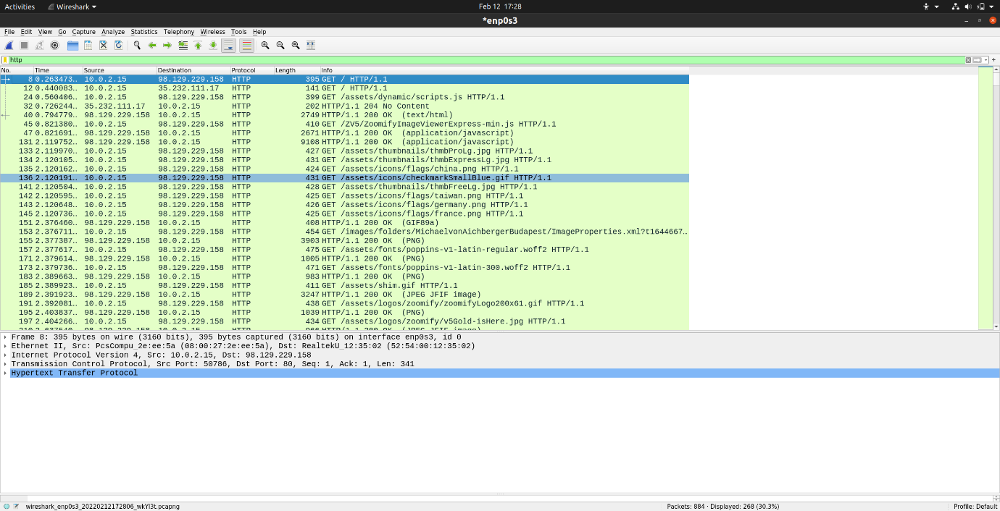 Activities Wireshark Feb 12 17:28
*enp0s3
File Edit View Go Capture Analyze Statistics Telephony Wireless Tools Help
http
No. Time Source Destination Protocol Length Info
8 0.263473… 10.0.2.15 98.129.229.158 HTTP 395 GET / HTTP/1.1
12 0.440083… 10.0.2.15 35.232.111.17 HTTP 141 GET / HTTP/1.1
24 0.560406… 10.0.2.15 98.129.229.158 HTTP 399 GET /assets/dynamic/scripts.js HTTP/1.1
32 0.726244… 35.232.111.17 10.0.2.15 HTTP 202 HTTP/1.1 204 No Content
40 0.794779… 98.129.229.158 10.0.2.15 HTTP 2749 HTTP/1.1 200 OK (text/html)
45 0.821380… 10.0.2.15 98.129.229.158 HTTP 410 GET /ZV5/ZoomifyImageViewerExpress-min.js HTTP/1.1
47 0.821691… 98.129.229.158 10.0.2.15 HTTP 2671 HTTP/1.1 200 OK (application/javascript)
131 2.119752… 98.129.229.158 10.0.2.15 HTTP 9108 HTTP/1.1 200 OK (application/javascript)
133 2.119970… 10.0.2.15 98.129.229.158 HTTP 427 GET /assets/thumbnails/thmbProLg.jpg HTTP/1.1
134 2.120105… 10.0.2.15 98.129.229.158 HTTP 431 GET /assets/thumbnails/thmbExpressLg.jpg HTTP/1.1
135 2.120162… 10.0.2.15 98.129.229.158 HTTP 424 GET /assets/icons/flags/china.png HTTP/1.1
136 2.120191… 10.0.2.15 98.129.229.158 HTTP 431 GET /assets/icons/checkmarkSmallBlue.gif HTTP/1.1
141 2.120504… 10.0.2.15 98.129.229.158 HTTP 428 GET /assets/thumbnails/thmbFreeLg.jpg HTTP/1.1
142 2.120595… 10.0.2.15 98.129.229.158 HTTP 425 GET /assets/icons/flags/taiwan.png HTTP/1.1
143 2.120648… 10.0.2.15 98.129.229.158 HTTP 426 GET /assets/icons/flags/germany.png HTTP/1.1
145 2.120736… 10.0.2.15 98.129.229.158 HTTP 425 GET /assets/icons/flags/france.png HTTP/1.1
151 2.376460… 98.129.229.158 10.0.2.15 HTTP 408 HTTP/1.1 200 OK (GIF89a)
153 2.376711… 10.0.2.15 98.129.229.158 HTTP 454 GET /images/folders/MichaelvonAichbergerBudapest/ImageProperties.xml?t1644667…
155 2.377387… 98.129.229.158 10.0.2.15 HTTP 3903 HTTP/1.1 200 OK (PNG)
157 2.377617… 10.0.2.15 98.129.229.158 HTTP 475 GET /assets/fonts/poppins-v1-latin-regular.woff2 HTTP/1.1
171 2.379614… 98.129.229.158 10.0.2.15 HTTP 1005 HTTP/1.1 200 OK (PNG)
173 2.379736… 10.0.2.15 98.129.229.158 HTTP 471 GET /assets/fonts/poppins-v1-latin-300.woff2 HTTP/1.1
183 2.389663… 98.129.229.158 10.0.2.15 HTTP 983 HTTP/1.1 200 OK (PNG)
185 2.389923… 10.0.2.15 98.129.229.158 HTTP 411 GET /assets/shim.gif HTTP/1.1
189 2.391923… 98.129.229.158 10.0.2.15 HTTP 3247 HTTP/1.1 200 OK (JPEG JFIF image)
191 2.392081… 10.0.2.15 98.129.229.158 HTTP 438 GET /assets/logos/zoomify/zoomifyLogo200x61.gif HTTP/1.1
195 2.403837… 98.129.229.158 10.0.2.15 HTTP 1039 HTTP/1.1 200 OK (PNG)
197 2.404266… 10.0.2.15 98.129.229.158 HTTP 434 GET /assets/logos/zoomify/v5Gold-isHere.jpg HTTP/1.1
Frame 8: 395 bytes on wire (3160 bits), 395 bytes captured (3160 bits) on interface enp0s3, id 0
Ethernet II, Src: PcsCompu_2e:ee:5a (08:00:27:2e:ee:5a), Dst: RealtekU_12:35:02 (52:54:00:12:35:02)
Internet Protocol Version 4, Src: 10.0.2.15, Dst: 98.129.229.158
Transmission Control Protocol, Src Port: 50786, Dst Port: 80, Seq: 1, Ack: 1, Len: 341
Hypertext Transfer Protocol
wireshark_enp0s3_20220212172806_wkYI3t.pcapng Packets: 884 · Displayed: 268 (30.3%) Profile: Default